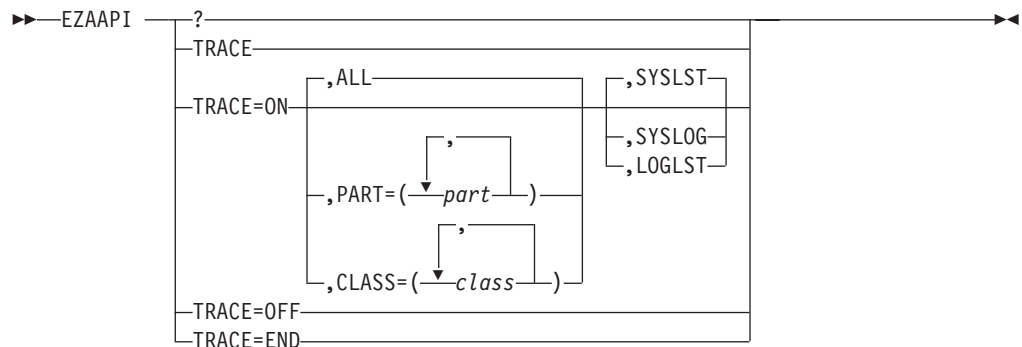 EZAAPI ?
TRACE
,ALL ,SYSLST
TRACE=ON
, ,SYSLOG
,LOGLST
,PART=( part )
,
,CLASS=( class )
TRACE=OFF
TRACE=END